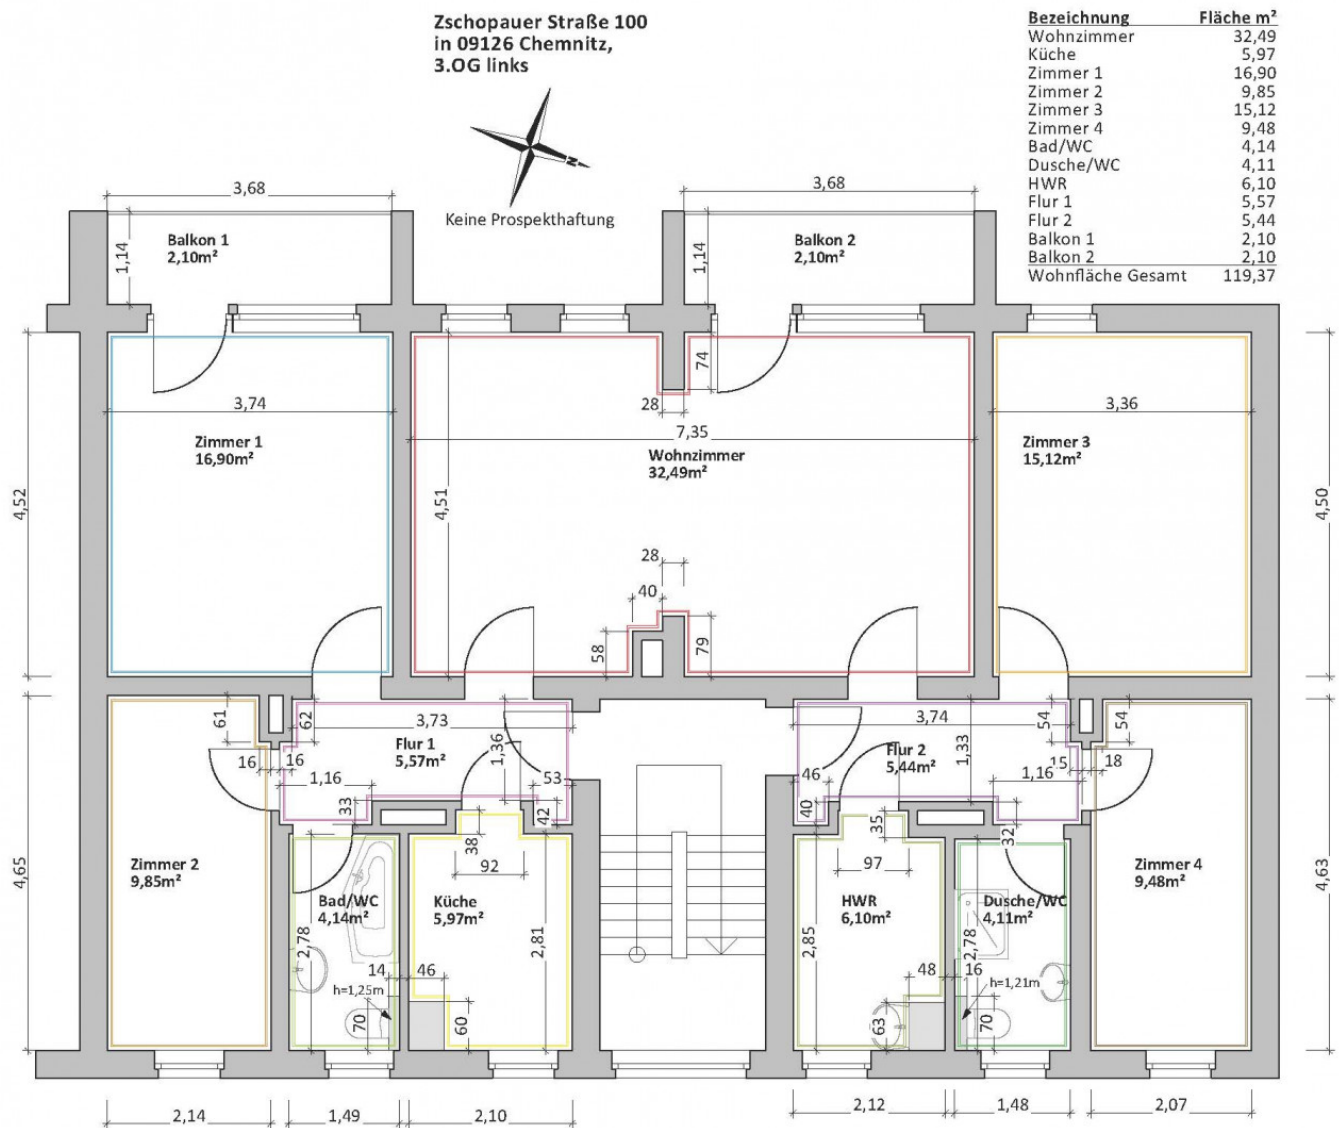 Zschopauer Straße 100
in 09126 Chemnitz,
3.OG links
Bezeichnung Fläche m²
Wohnzimmer 32,49
Küche 5,97
Zimmer 1 16,90
Zimmer 2 9,85
Zimmer 3 15,12
Zimmer 4 9,48
Bad/WC 4,14
Dusche/WC 4,11
HWR 6,10
Flur 1 5,57
Flur 2 5,44
Balkon 1 2,10
Balkon 2 2,10
Wohnfläche Gesamt 119,37
N
Keine Prospekthaftung
3,68
3,68
Balkon 1
2,10m²
1,14
Balkon 2
2,10m²
1,14
74
28
3,74
7,35
3,36
Zimmer 1
16,90m²
Wohnzimmer
32,49m²
Zimmer 3
15,12m²
4,52
4,51
4,50
28
40
58
79
61
62
3,73
1,36
3,74
1,33
54
54
Flur 1
5,57m²
Flur 2
5,44m²
16
16
1,16
53
46
1,16
15
18
33
42
40
35
32
38
92
97
Zimmer 2
9,85m²
Zimmer 4
9,48m²
4,65
4,63
Bad/WC
4,14m²
Küche
5,97m²
HWR
6,10m²
Dusche/WC
4,11m²
2,78
2,81
2,85
2,78
14
46
48
16
h=1,25m
h=1,21m
70
60
63
70
2,14
1,49
2,10
2,12
1,48
2,07